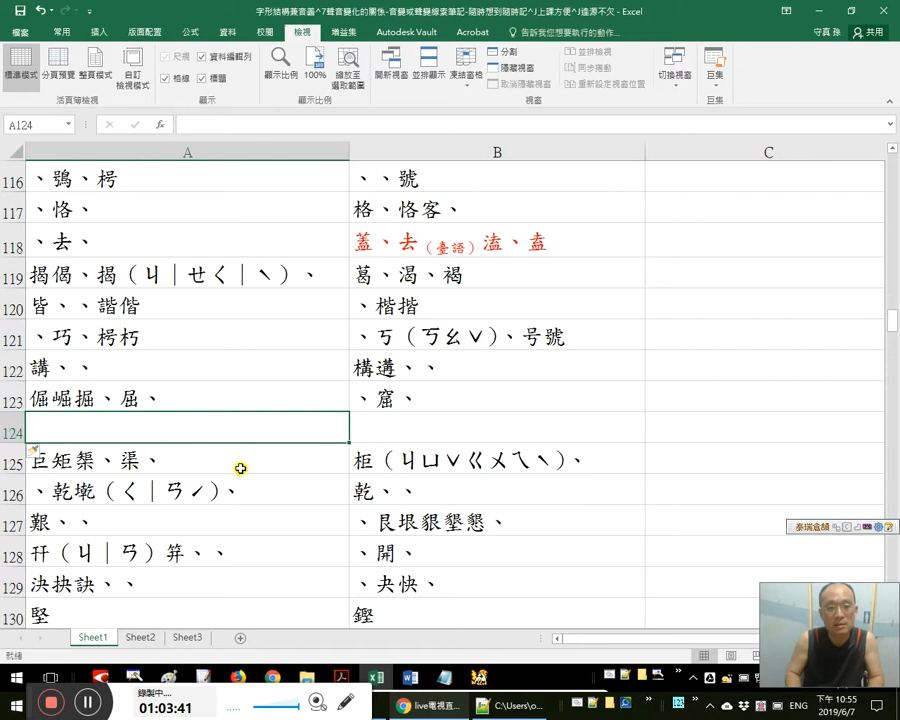 字形結構兼音義^7聲音變化的關係-音變或聲變線索筆記-隨時想到隨時記^J上課方便^J逢源不欠 - Excel
守真 孫
共用
檔案 常用 插入 版面配置 公式 資料 校閱 檢視 增益集 Autodesk Vault Acrobat 告訴我您想要執行的動作...
標準模式 分頁預覽 整頁模式 自訂檢視模式
尺規 資料編輯列
格線 標題
顯示比例 100% 縮放至選取範圍
開新視窗 並排顯示 凍結窗格
分割
隱藏視窗
取消隱藏視窗
並排檢視
同步捲動
重新設定視窗位置
切換視窗 巨集
活頁簿檢視 顯示 顯示比例 視窗 巨集
A124
A B C
116 、鴞、枵 、、號
117 、恪、 格、恪客、
118 、去、 蓋、去(臺語)溘、盍
119 揭偈、揭(ㄐ|ㄝㄑ|ㄟ)、 葛、渴、褐
120 皆、、諧偕 、楷揩
121 、巧、枵朽 、丂(ㄎㄠˇ)、号號
122 講、、 構遘、、
123 倔崛掘、屈、 、窟、
124
125 巨矩榘、渠、 柜(ㄐㄩˇㄍㄨㄟˋ)、
126 、乾墘(ㄑ|ㄢˊ)、 乾、、
127 艱、、 、艮垠貇墾懇、
128 幵(ㄐ|ㄢ)笄、、 、開、
129 決抉訣、、 、夬快、
130 堅 鏗
Sheet1 Sheet2 Sheet3
就緒
泰瑞倉頡
錄製中...
01:03:41
live電視直...
C:\Users\o...
ENG
下午 10:55
2019/6/7